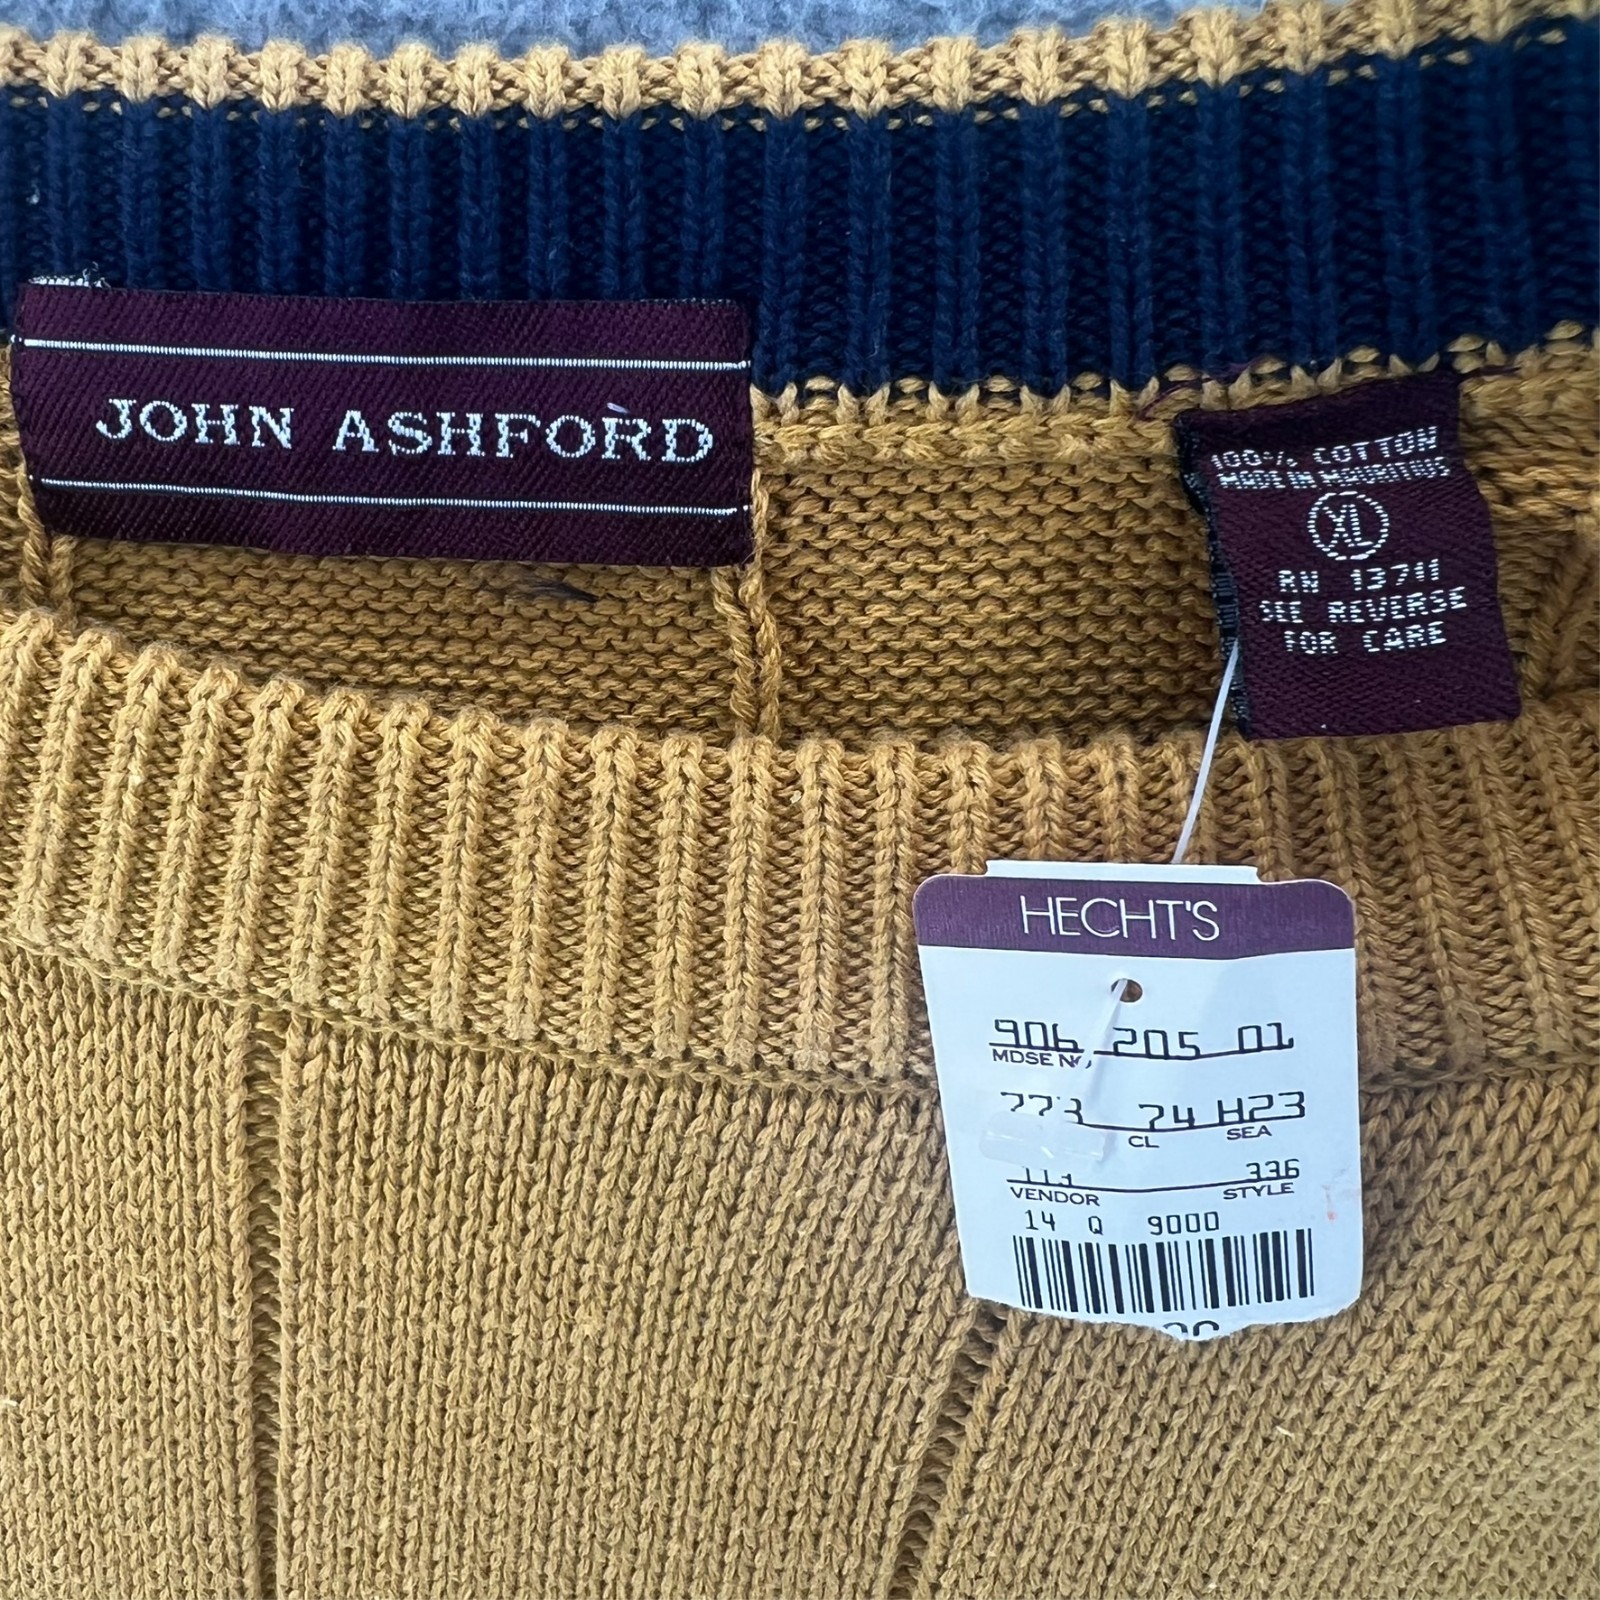 JOHN ASHFORD
100% COTTON
MADE IN MAURITIUS
XL
RN 13711
SEE REVERSE
FOR CARE
HECHT'S
906 205 01
MDSE NO
773 74 H23
CL SEA
336
VENDOR STYLE
14 Q 9000